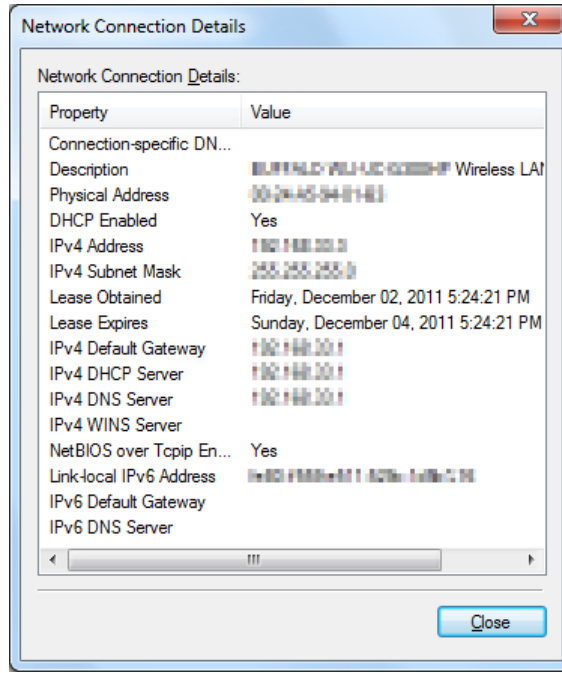 Network Connection Details
Network Connection Details:
Property Value
Connection-specific DN...
Description Wireless LAN
Physical Address
DHCP Enabled Yes
IPv4 Address
IPv4 Subnet Mask
Lease Obtained Friday, December 02, 2011 5:24:21 PM
Lease Expires Sunday, December 04, 2011 5:24:21 PM
IPv4 Default Gateway
IPv4 DHCP Server
IPv4 DNS Server
IPv4 WINS Server
NetBIOS over Tcpip En... Yes
Link-local IPv6 Address
IPv6 Default Gateway
IPv6 DNS Server
Close